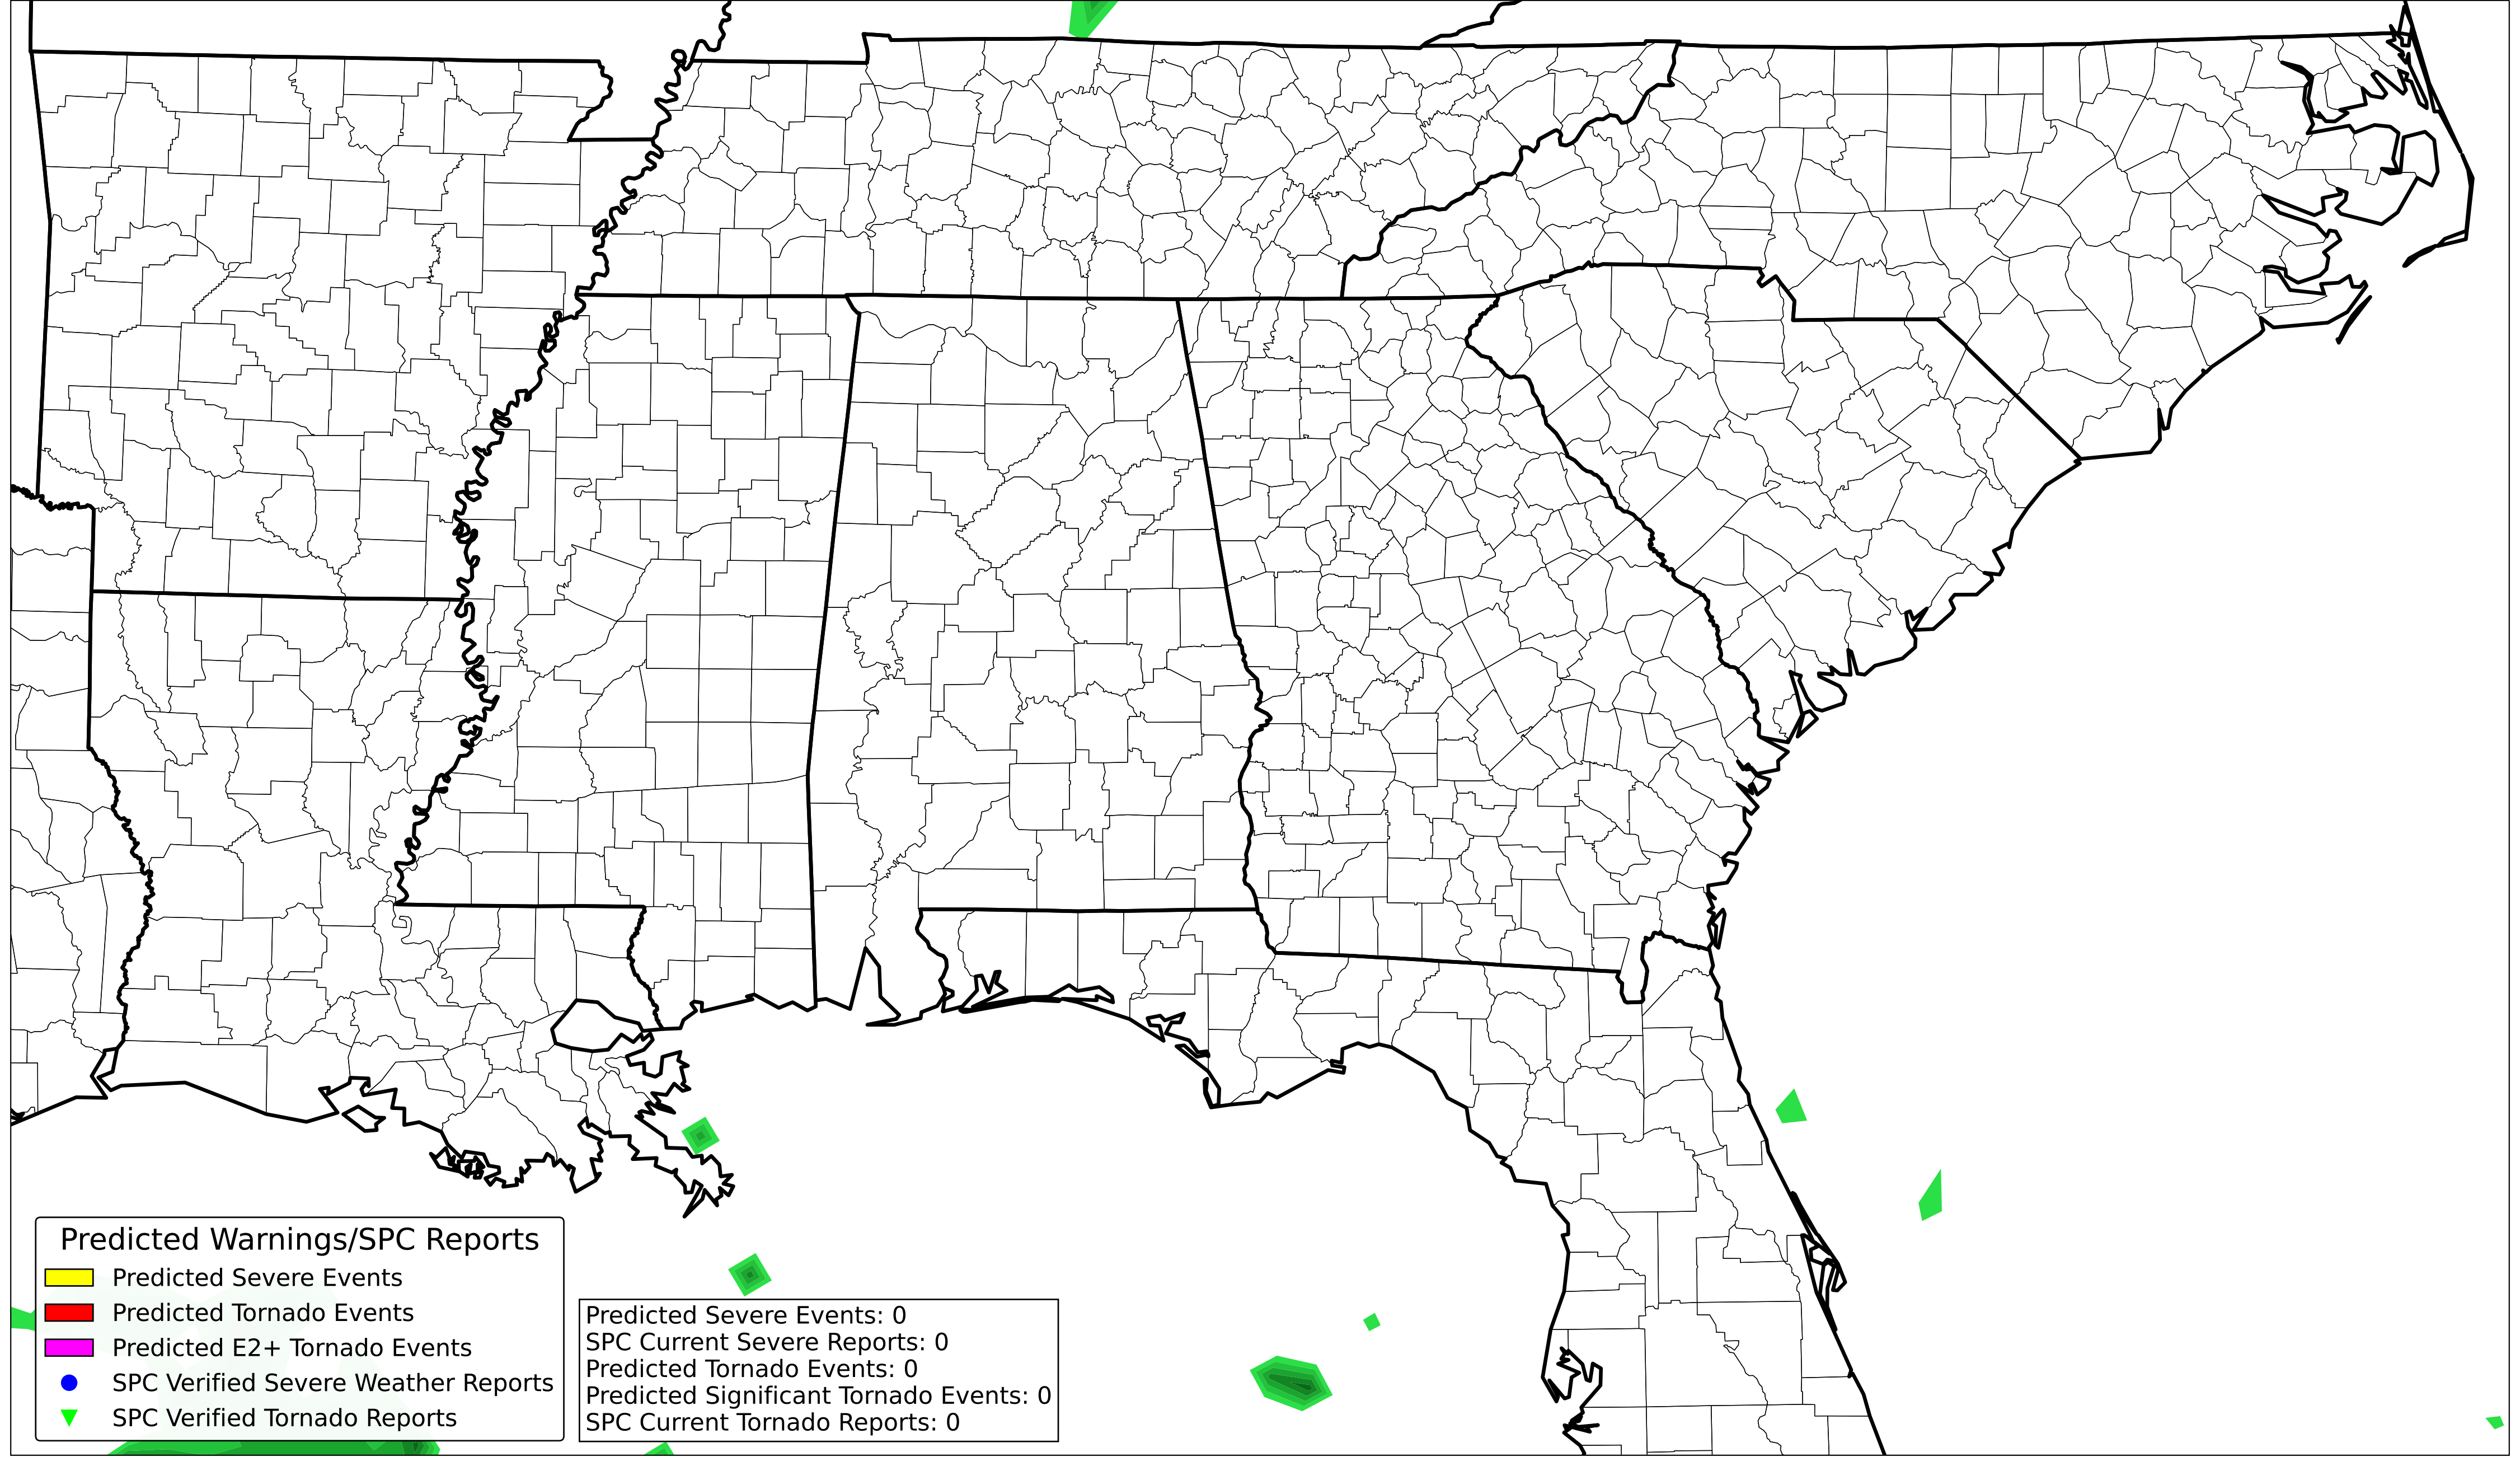 Predicted Warnings/SPC Reports
Predicted Severe Events
Predicted Tornado Events
Predicted E2+ Tornado Events
SPC Verified Severe Weather Reports
SPC Verified Tornado Reports
Predicted Severe Events: 0
SPC Current Severe Reports: 0
Predicted Tornado Events: 0
Predicted Significant Tornado Events: 0
SPC Current Tornado Reports: 0